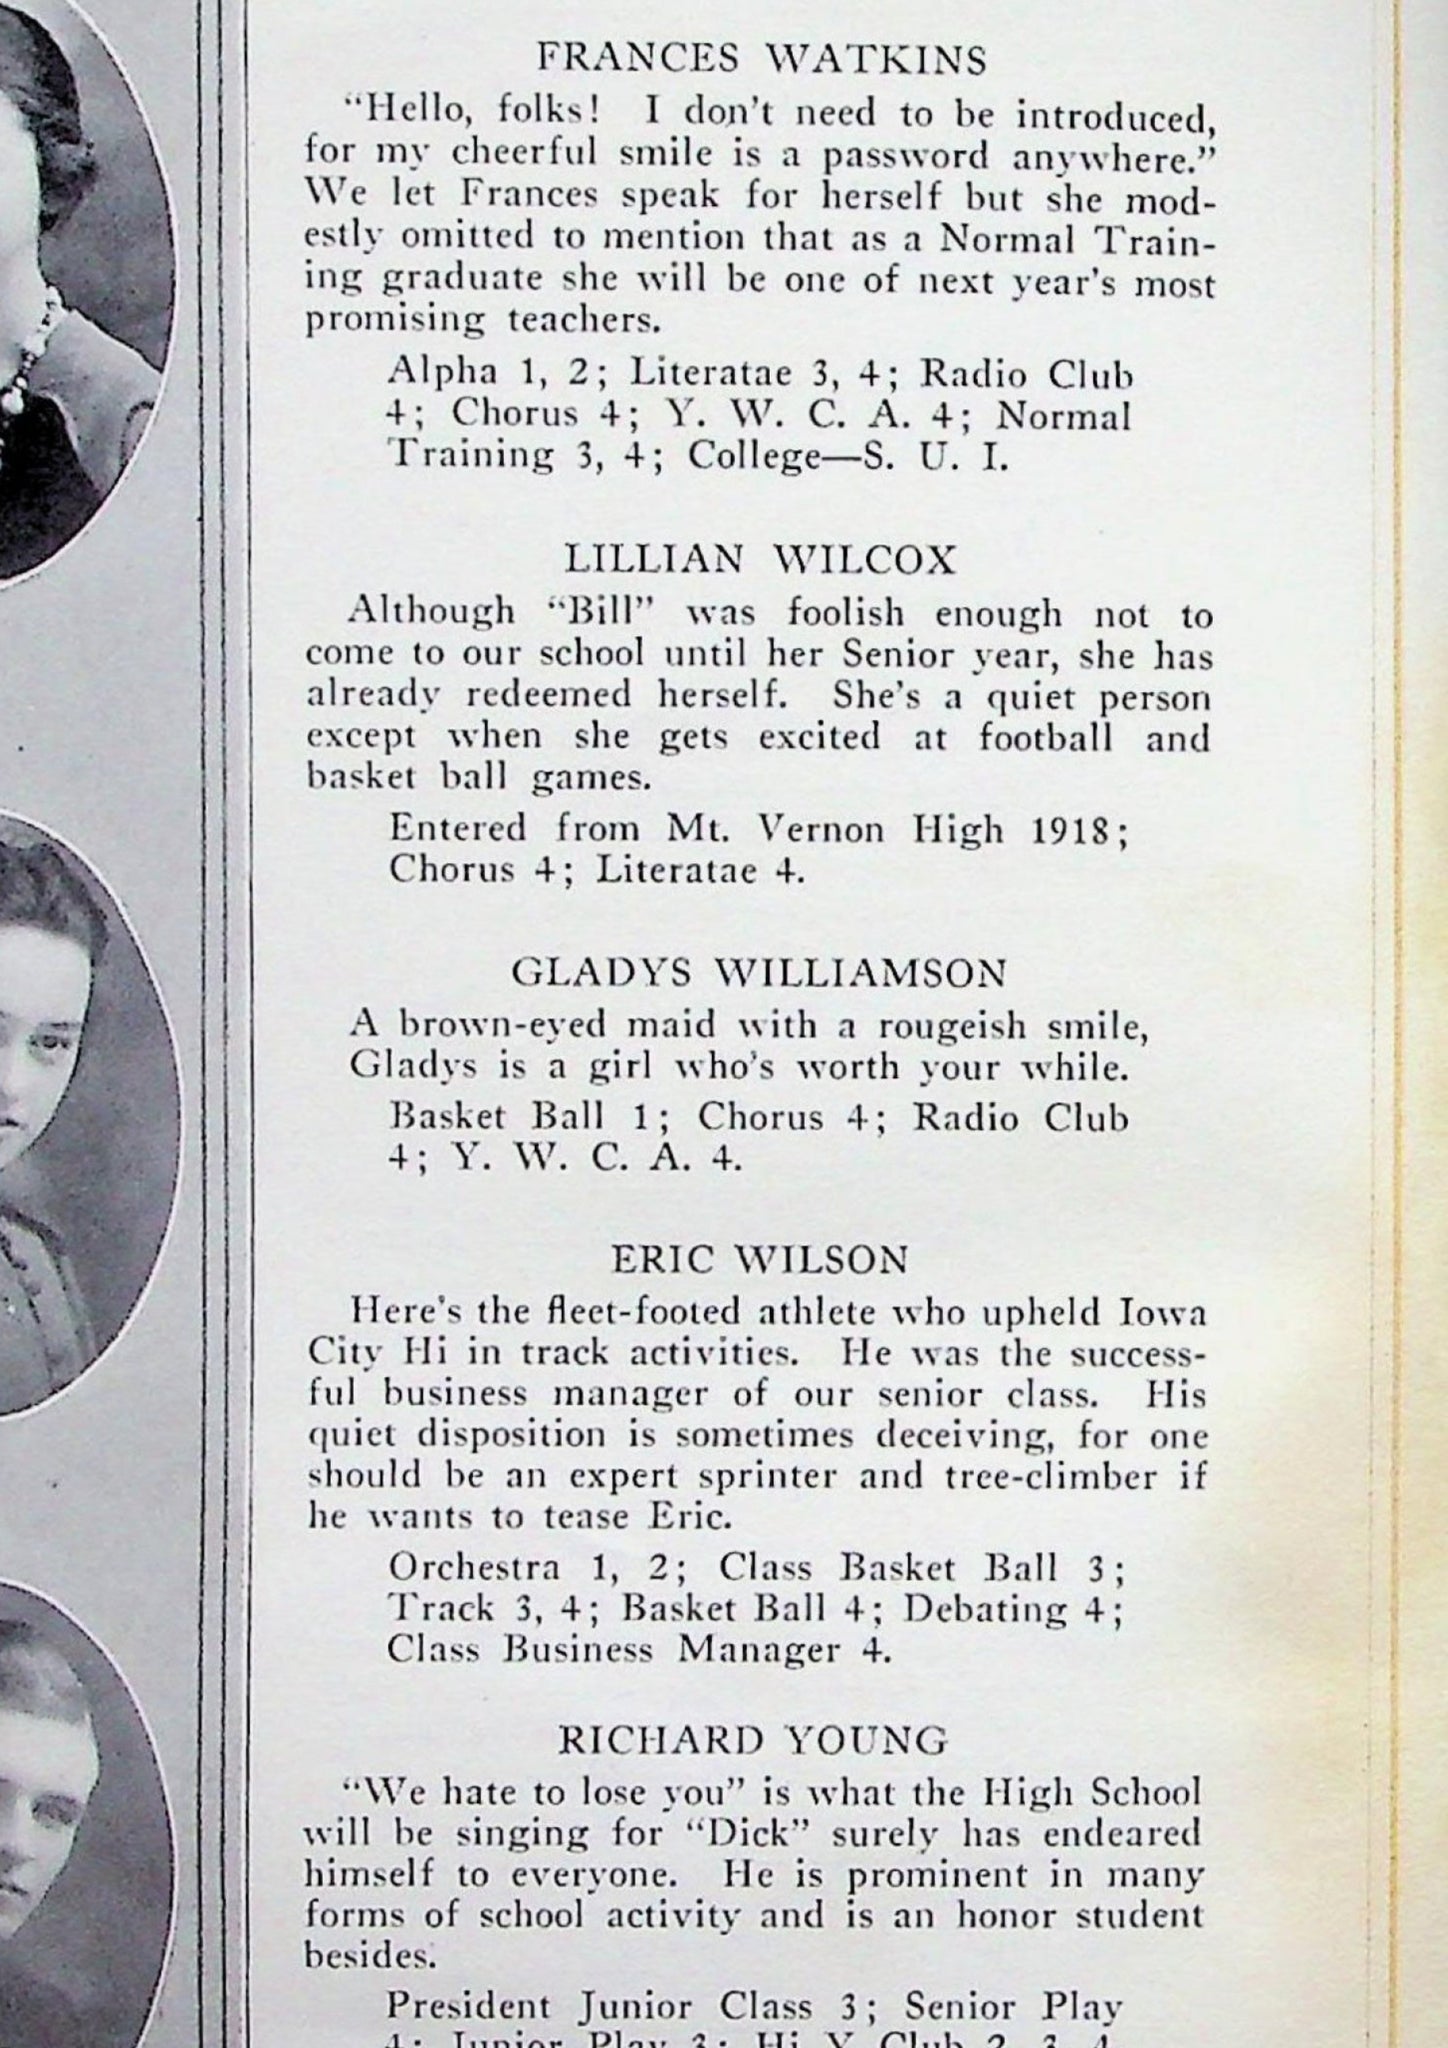 FRANCES WATKINS
“Hello, folks! I don't need to be introduced,
for my cheerful smile is a password anywhere.”
We let Frances speak for herself but she mod-
estly omitted to mention that as a Normal Train-
ing graduate she will be one of next year's most
promising teachers.
Alpha 1, 2; Literatae 3, 4; Radio Club
4; Chorus 4; Y. W. C. A. 4; Normal
Training 3, 4; College—S. U. I.
LILLIAN WILCOX
Although “Bill” was foolish enough not to
come to our school until her Senior year, she has
already redeemed herself. She's a quiet person
except when she gets excited at football and
basket ball games.
Entered from Mt. Vernon High 1918;
Chorus 4; Literatae 4.
GLADYS WILLIAMSON
A brown-eyed maid with a rougeish smile,
Gladys is a girl who's worth your while.
Basket Ball 1; Chorus 4; Radio Club
4; Y. W. C. A. 4.
ERIC WILSON
Here's the fleet-footed athlete who upheld Iowa
City Hi in track activities. He was the success-
ful business manager of our senior class. His
quiet disposition is sometimes deceiving, for one
should be an expert sprinter and tree-climber if
he wants to tease Eric.
Orchestra 1, 2; Class Basket Ball 3;
Track 3, 4; Basket Ball 4; Debating 4;
Class Business Manager 4.
RICHARD YOUNG
“We hate to lose you” is what the High School
will be singing for “Dick” surely has endeared
himself to everyone. He is prominent in many
forms of school activity and is an honor student
besides.
President Junior Class 3; Senior Play
4; Junior Play 3; Hi Y Club 2, 3, 4